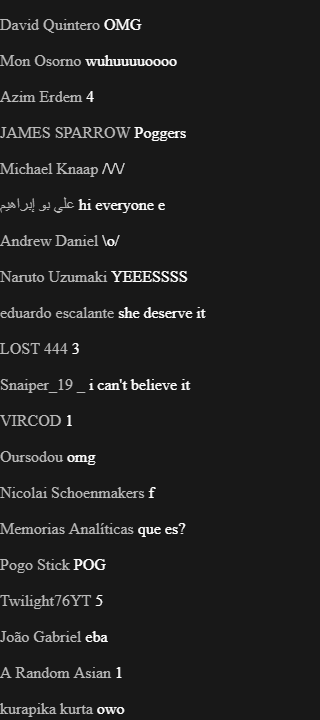 David Quintero OMG
Mon Osorno wuhuuuuoooo
Azim Erdem 4
JAMES SPARROW Poggers
Michael Knaap /\/\/
علي بو إبراهيم hi everyone e
Andrew Daniel \o/
Naruto Uzumaki YEEESSSS
eduardo escalante she deserve it
LOST 444 3
Snaiper_19 _ i can't believe it
VIRCOD 1
Oursodou omg
Nicolai Schoenmakers f
Memorias Analíticas que es?
Pogo Stick POG
Twilight76YT 5
João Gabriel eba
A Random Asian 1
kurapika kurta owo